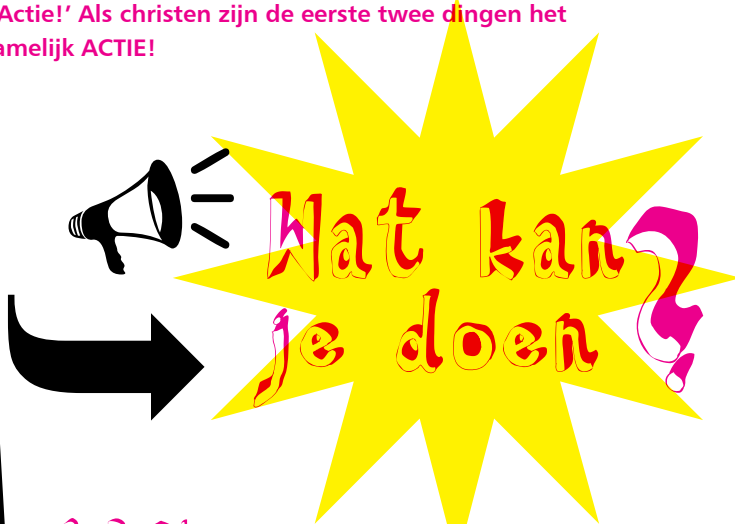 Actie!’ Als christen zijn de eerste twee dingen het
amelijk ACTIE!
Wat kan
je doen?